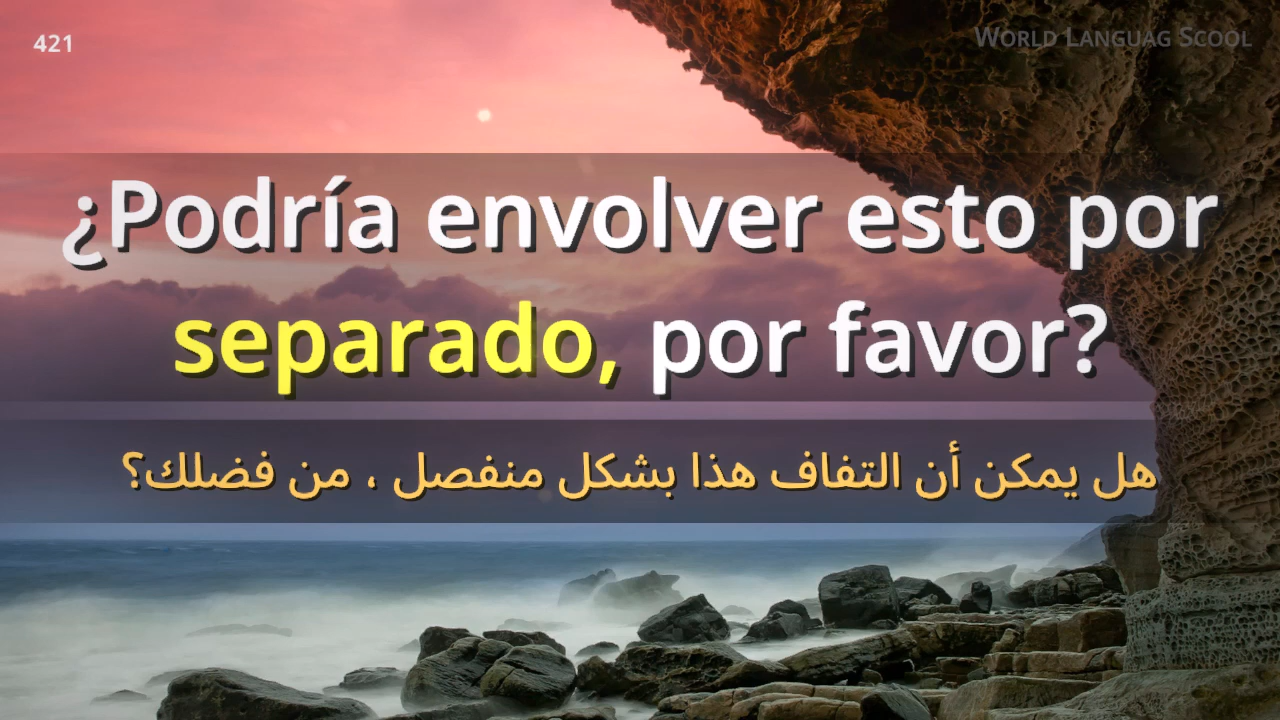 421
WORLD LANGUAG SCOOL
¿Podría envolver esto por
separado, por favor?
هل يمكن أن التفاف هذا بشكل منفصل ، من فضلك؟